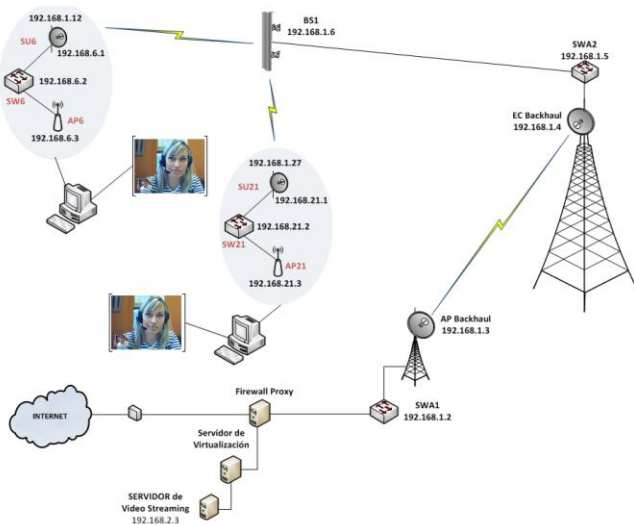 192.168.1.12
SU6
192.168.6.1
SW6
192.168.6.2
AP6
192.168.6.3
BS1
192.168.1.6
SWA2
192.168.1.5
EC Backhaul
192.168.1.4
192.168.1.27
SU21
192.168.21.1
192.168.21.2
SW21
AP21
192.168.21.3
AP Backhaul
192.168.1.3
SWA1
192.168.1.2
Firewall Proxy
INTERNET
Servidor de
Virtualización
SERVIDOR de
Video Streaming
192.168.2.3